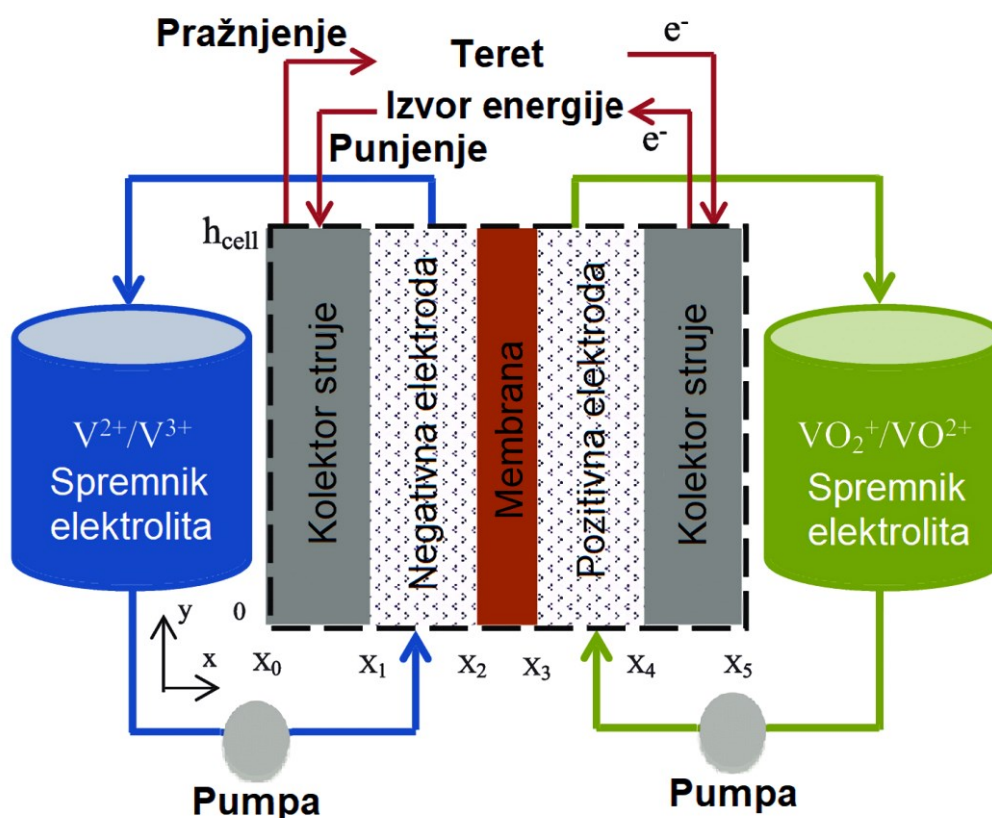 Pražnjenje
Teret
e⁻
Izvor energije
Punjenje
e⁻
h_cell
Kolektor struje
Negativna elektroda
Membrana
Pozitivna elektroda
Kolektor struje
V²⁺/V³⁺
Spremnik
elektrolita
VO₂⁺/VO²⁺
Spremnik
elektrolita
y
0
x
X₀
X₁
X₂
X₃
X₄
X₅
Pumpa
Pumpa